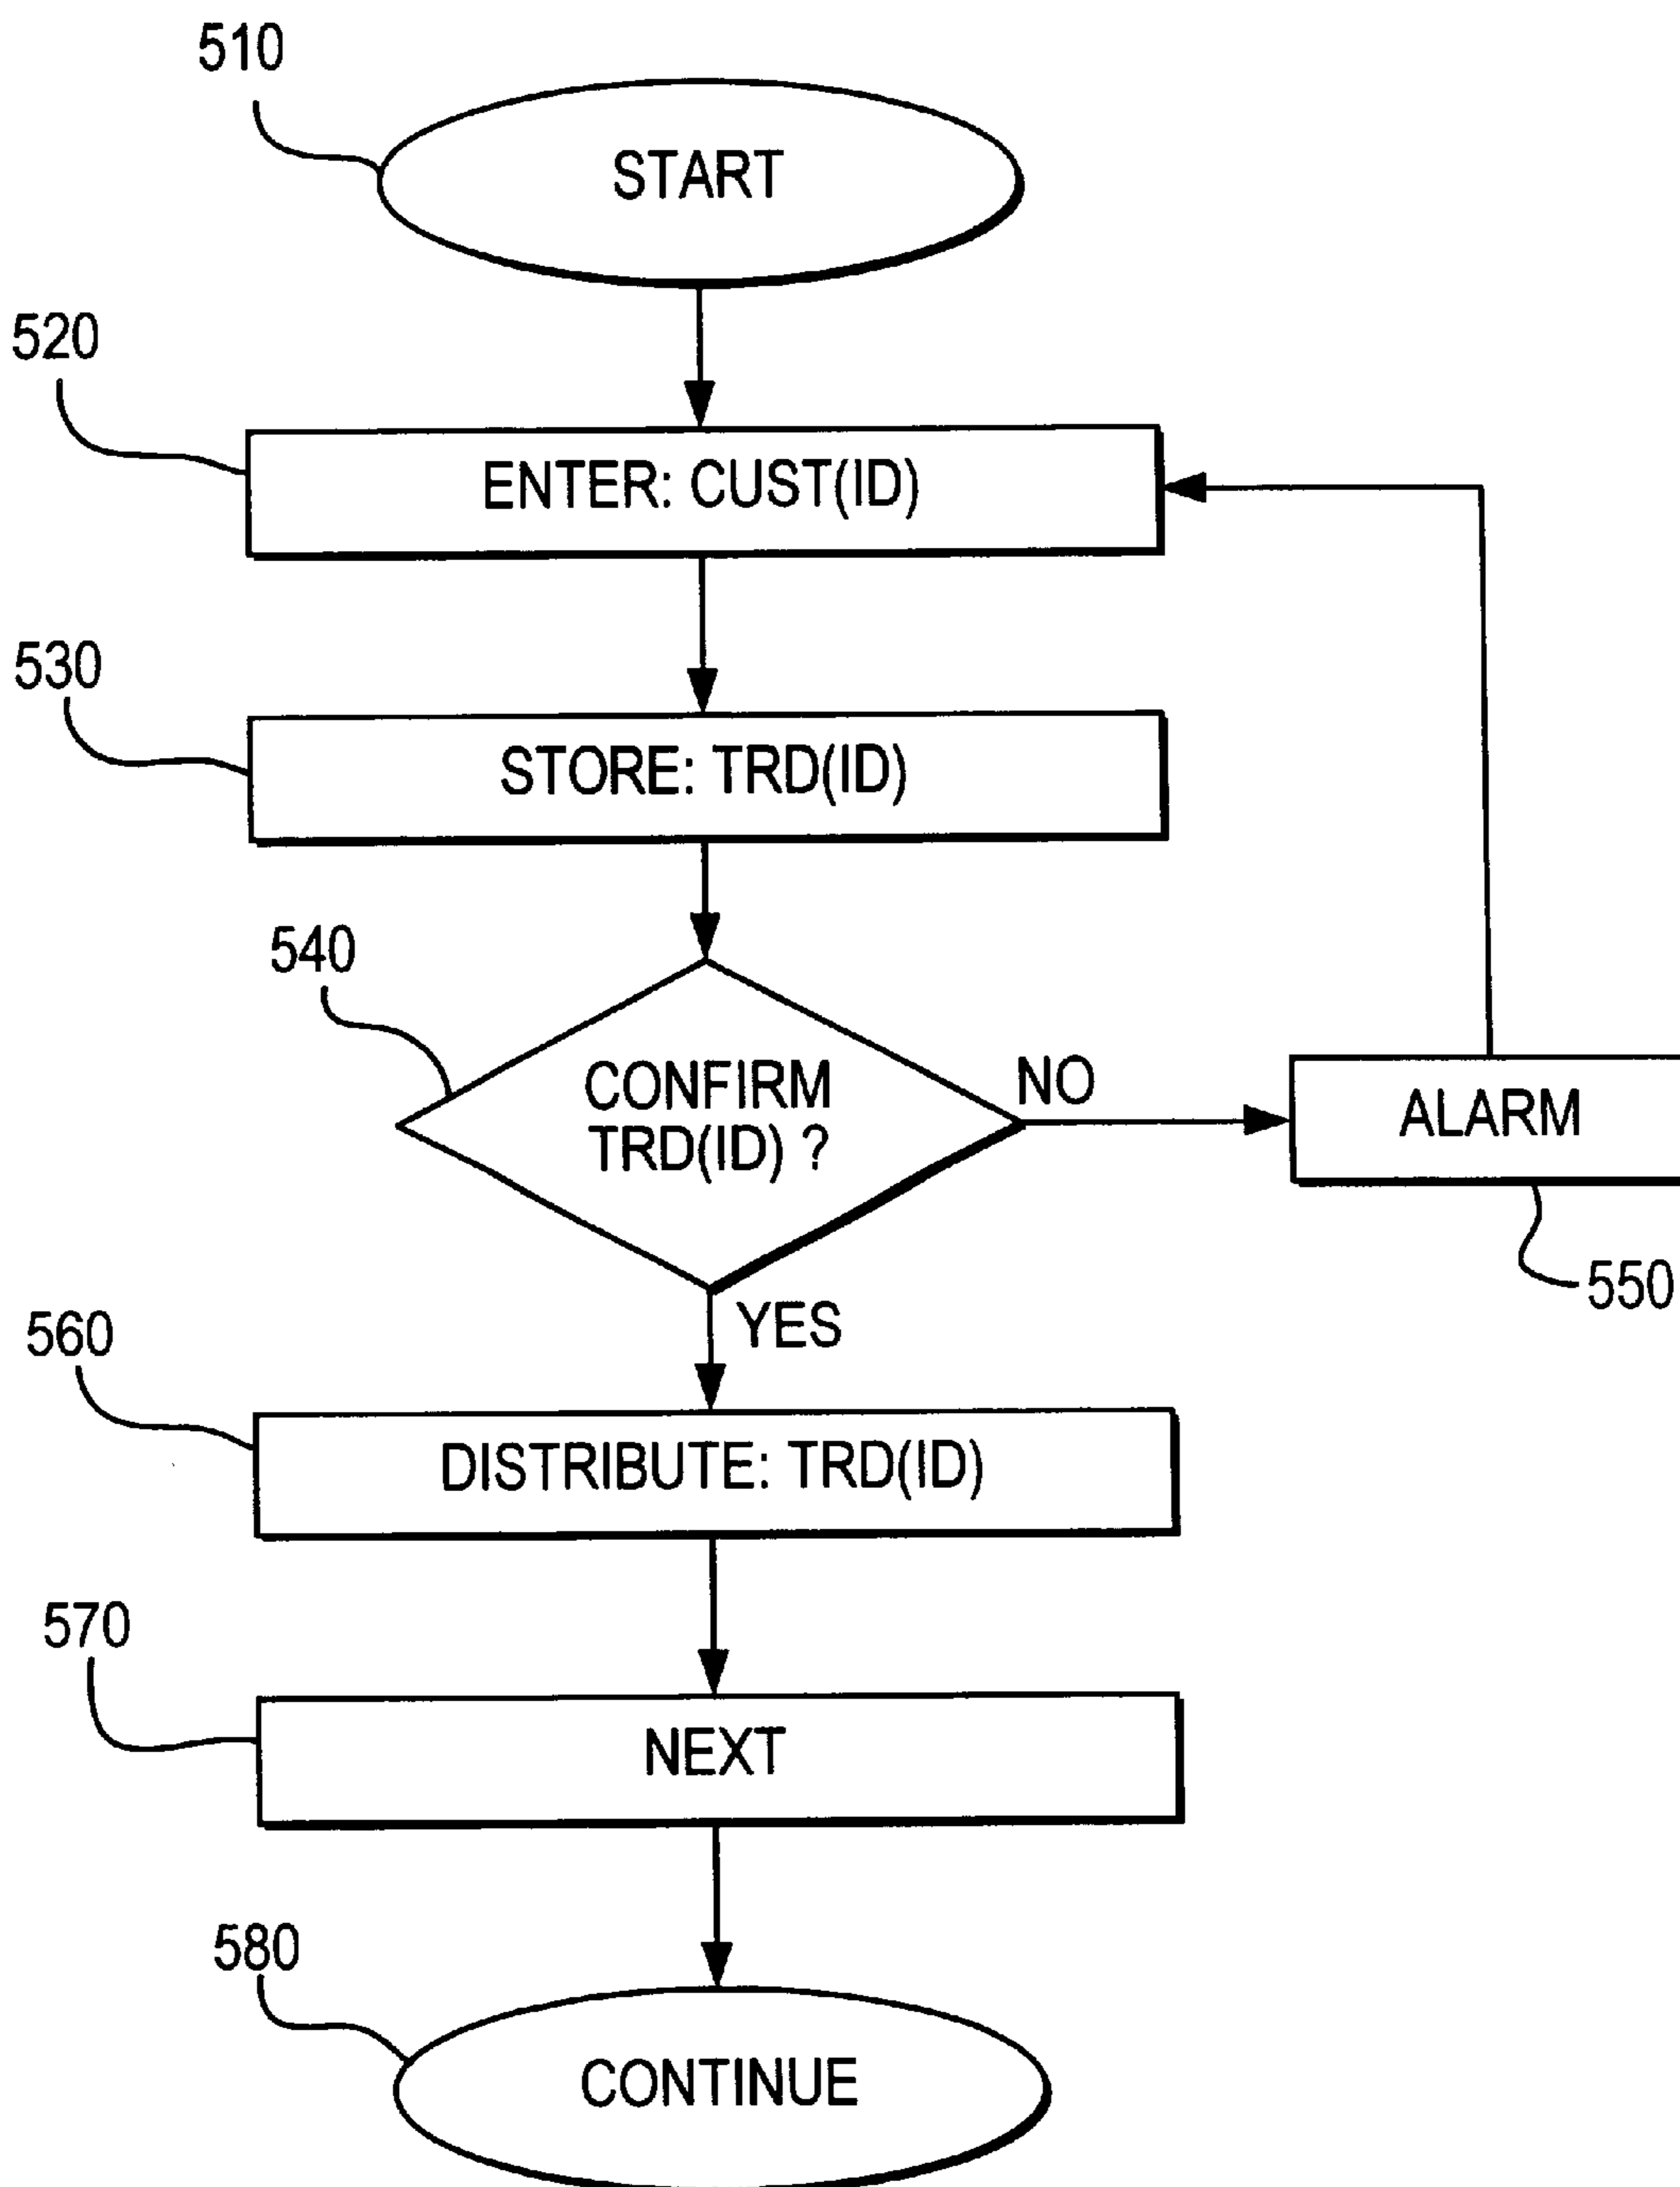 510
START
520
ENTER: CUST(ID)
530
STORE: TRD(ID)
540
CONFIRM
TRD(ID) ?
NO
ALARM
550
YES
560
DISTRIBUTE: TRD(ID)
570
NEXT
580
CONTINUE